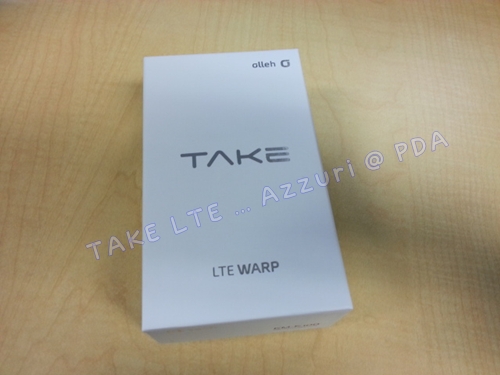 olleh
TAKE
TAKE LTE ... Azzuri @ PDA
LTE WARP